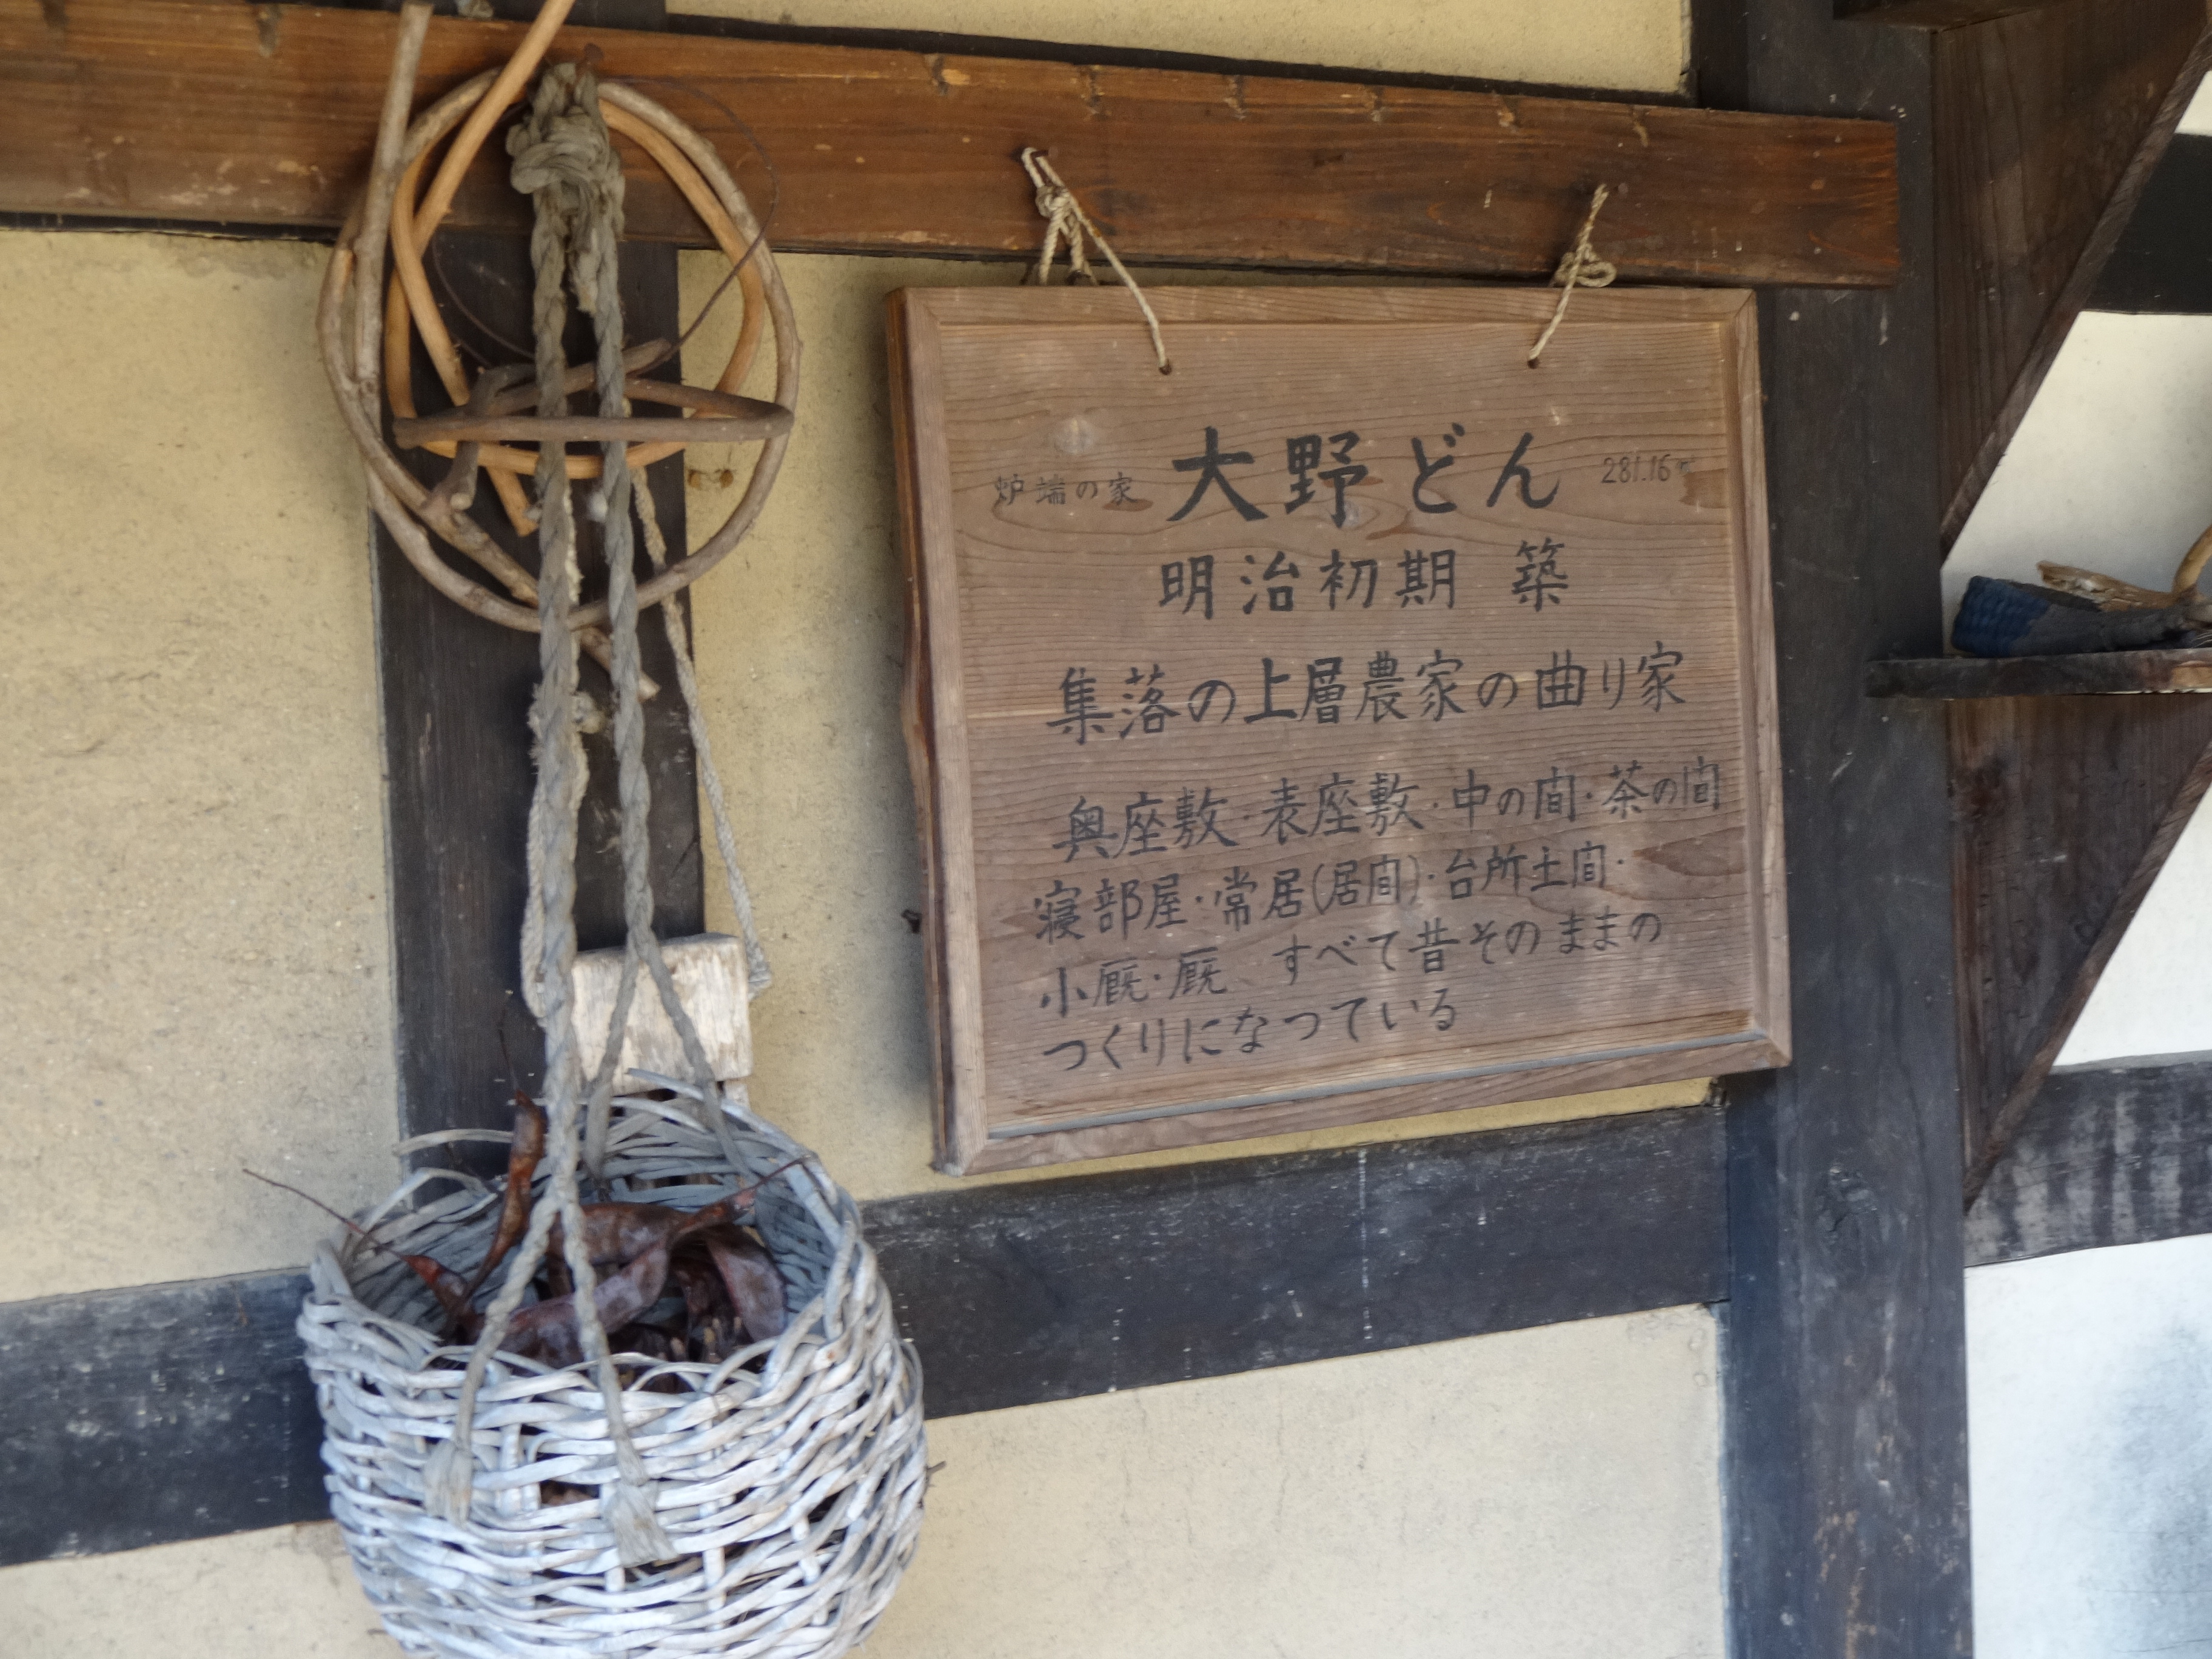 炉端の家 大野どん 281.16㎡
明治初期 築
集落の上層農家の曲り家
奥座敷・表座敷・中の間・茶の間
寝部屋・常居(居間)・台所土間・
小厩・厩、すべて昔そのままの
つくりになつている